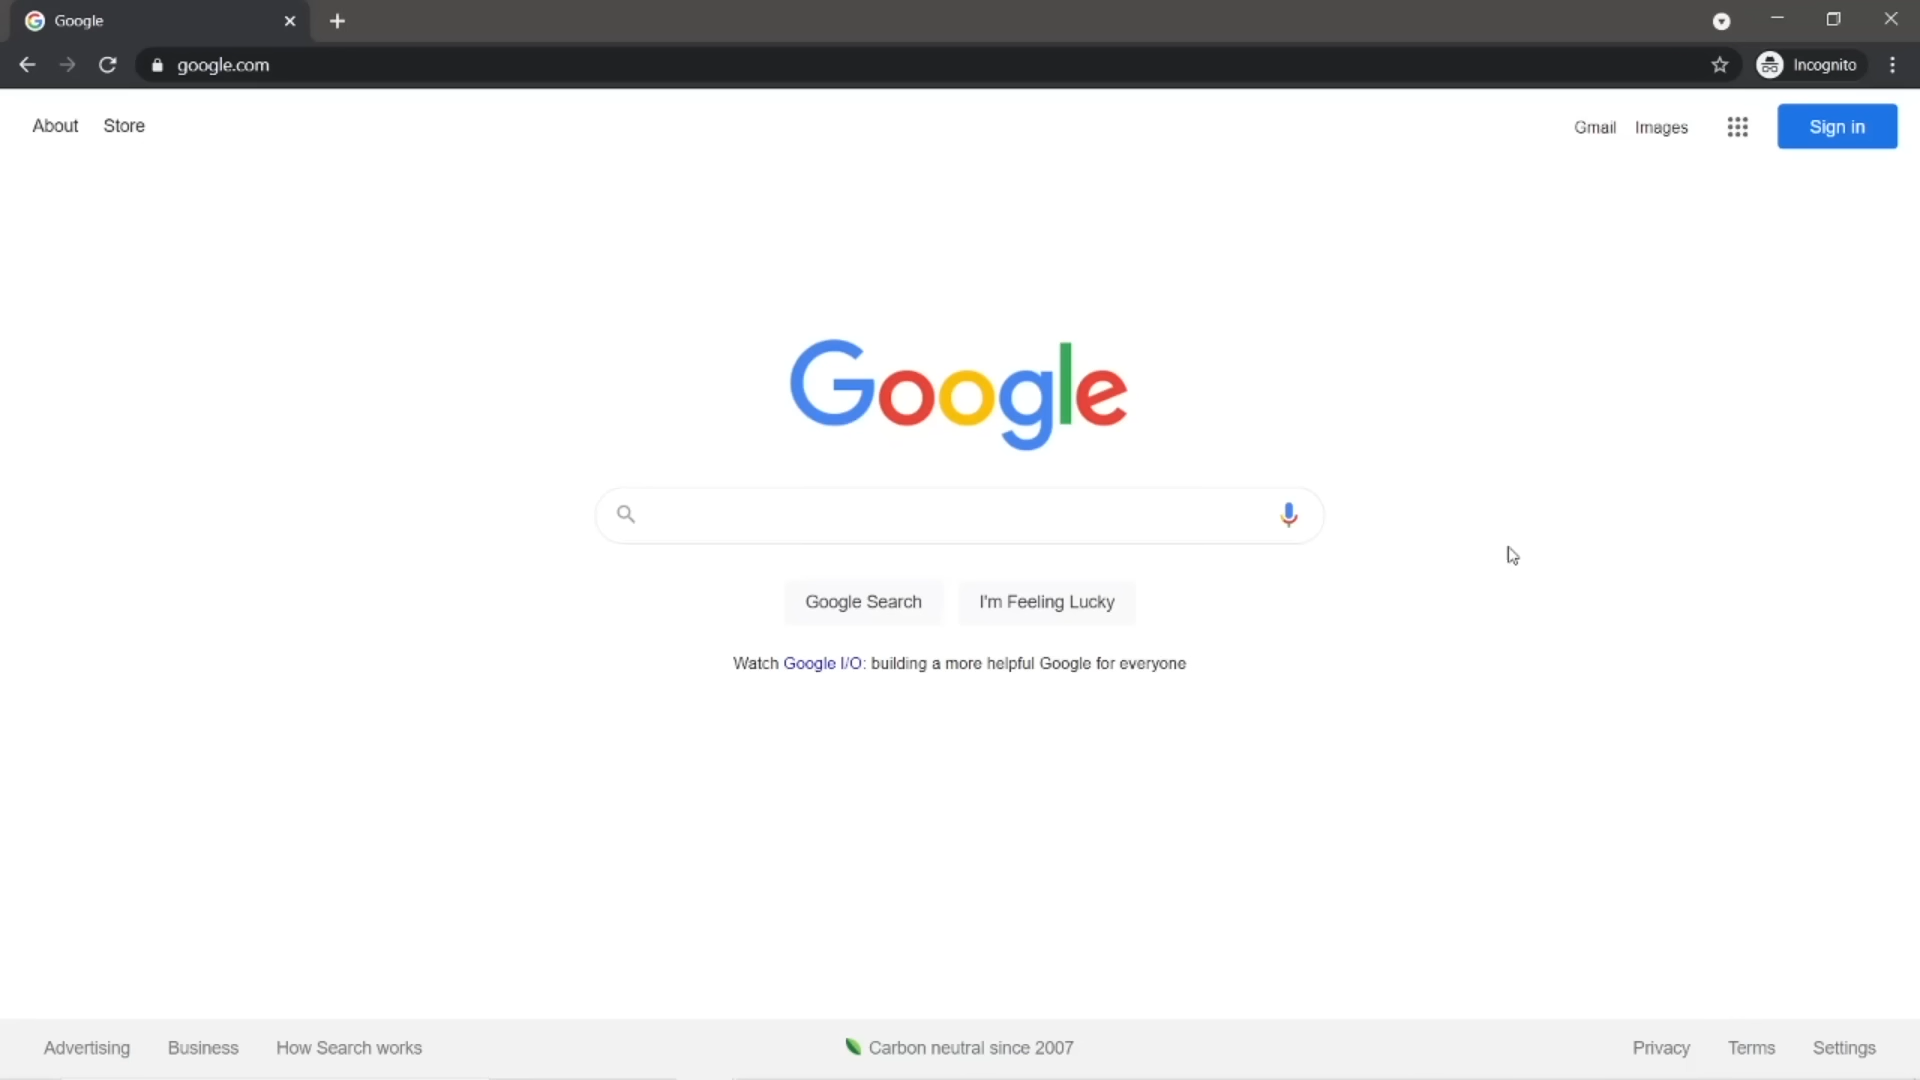 Google
google.com
Incognito
About Store
Gmail Images
Sign in
Google
Google Search
I'm Feeling Lucky
Watch Google I/O: building a more helpful Google for everyone
Advertising Business How Search works
Carbon neutral since 2007
Privacy Terms Settings